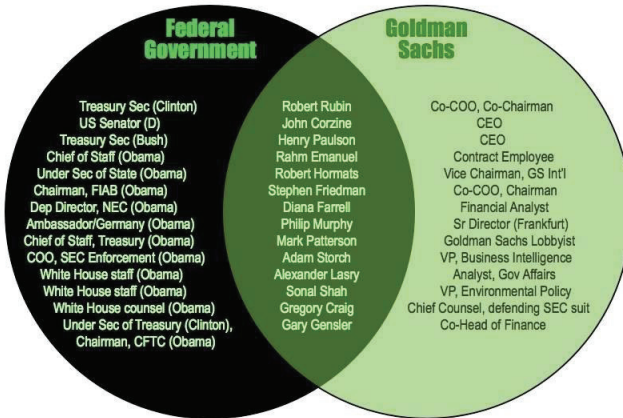 Federal Government
Goldman Sachs
Treasury Sec (Clinton) Robert Rubin Co-COO, Co-Chairman
US Senator (D) John Corzine CEO
Treasury Sec (Bush) Henry Paulson CEO
Chief of Staff (Obama) Rahm Emanuel Contract Employee
Under Sec of State (Obama) Robert Hormats Vice Chairman, GS Int'l
Chairman, FIAB (Obama) Stephen Friedman Co-COO, Chairman
Dep Director, NEC (Obama) Diana Farrell Financial Analyst
Ambassador/Germany (Obama) Philip Murphy Sr Director (Frankfurt)
Chief of Staff, Treasury (Obama) Mark Patterson Goldman Sachs Lobbyist
COO, SEC Enforcement (Obama) Adam Storch VP, Business Intelligence
White House staff (Obama) Alexander Lasry Analyst, Gov Affairs
White House staff (Obama) Sonal Shah VP, Environmental Policy
White House counsel (Obama) Gregory Craig Chief Counsel, defending SEC suit
Under Sec of Treasury (Clinton), Gary Gensler Co-Head of Finance
Chairman, CFTC (Obama)